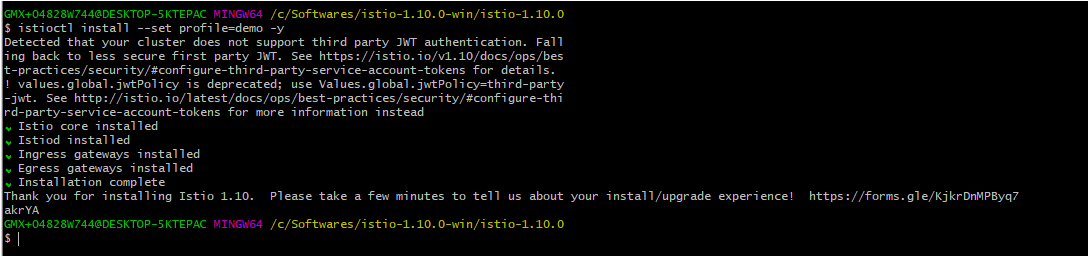 GMX+04828W744@DESKTOP-5KTEPAC MINGW64 /c/Softwares/istio-1.10.0-win/istio-1.10.0
$ istioctl install --set profile=demo -y
Detected that your cluster does not support third party JWT authentication. Fall
ing back to less secure first party JWT. See https://istio.io/v1.10/docs/ops/bes
t-practices/security/#configure-third-party-service-account-tokens for details.
! values.global.jwtPolicy is deprecated; use Values.global.jwtPolicy=third-party
-jwt. See http://istio.io/latest/docs/ops/best-practices/security/#configure-thi
rd-party-service-account-tokens for more information instead
✔ Istio core installed
✔ Istiod installed
✔ Ingress gateways installed
✔ Egress gateways installed
✔ Installation complete
Thank you for installing Istio 1.10.  Please take a few minutes to tell us about your install/upgrade experience!  https://forms.gle/KjkrDnMPByq7
akrYA
GMX+04828W744@DESKTOP-5KTEPAC MINGW64 /c/Softwares/istio-1.10.0-win/istio-1.10.0
$